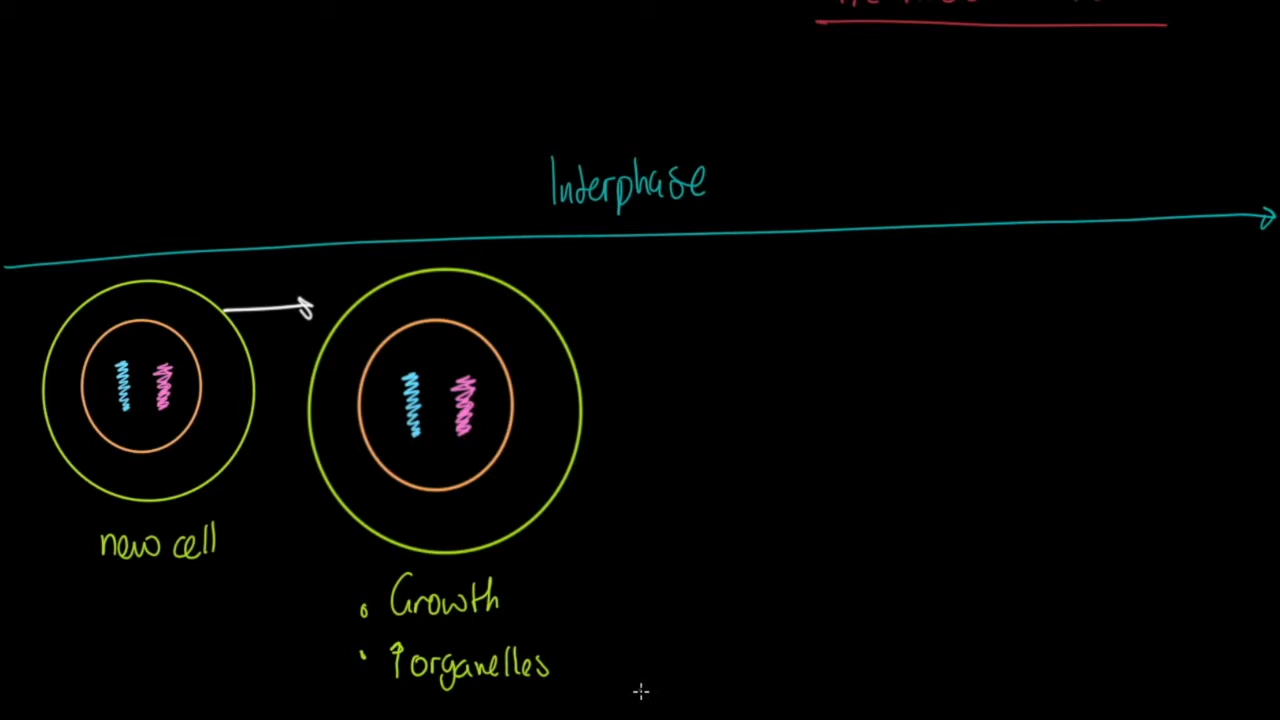 Interphase
new cell
• Growth
• ↑organelles